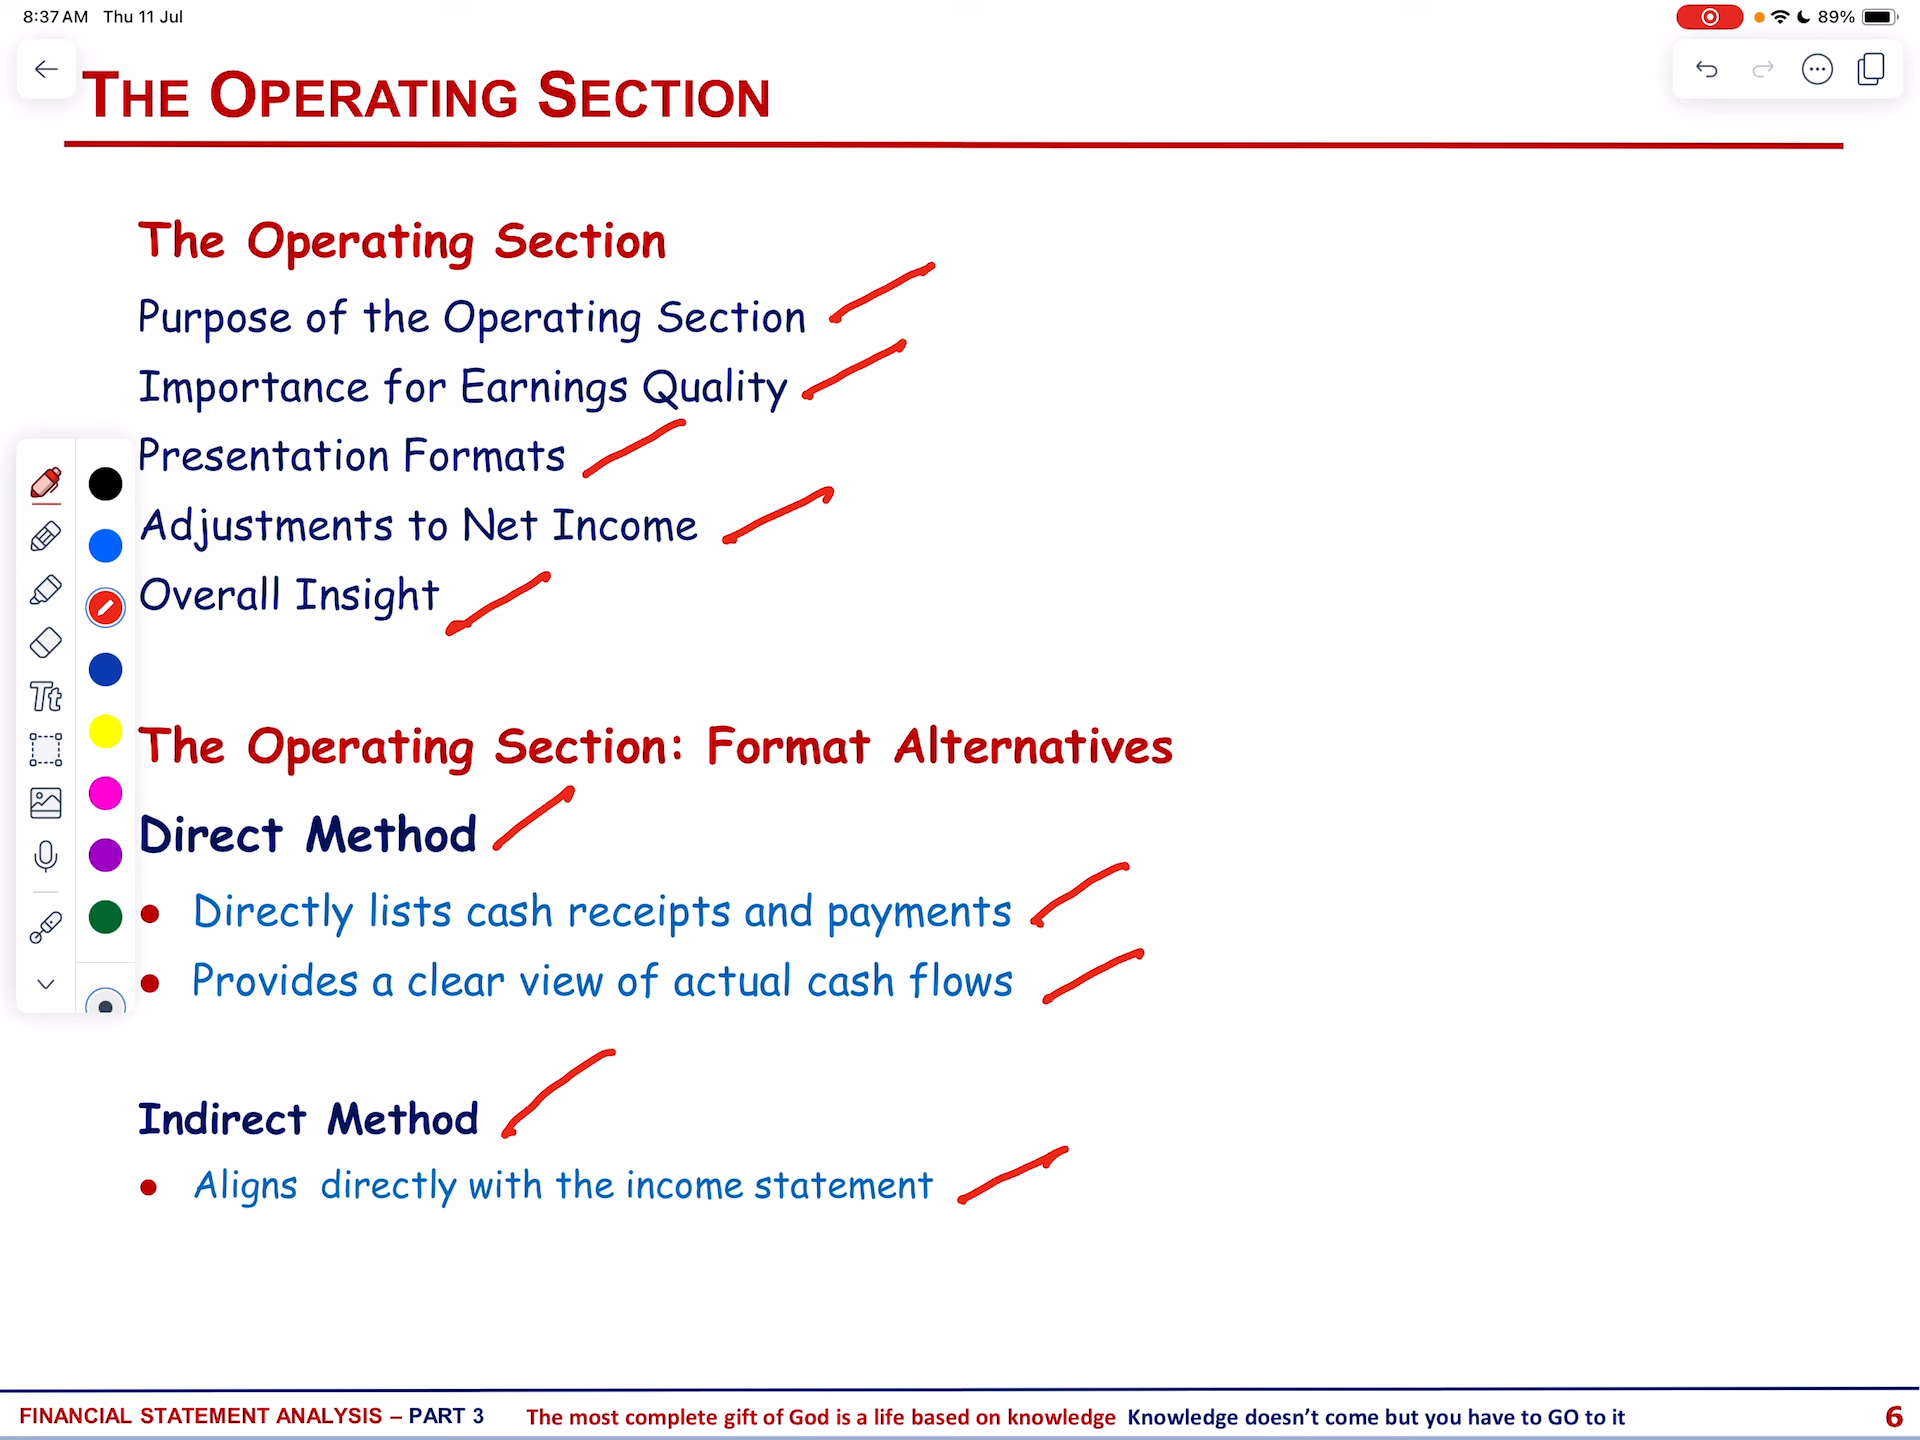 8:37 AM Thu 11 Jul
89%
THE OPERATING SECTION
The Operating Section
Purpose of the Operating Section
Importance for Earnings Quality
Presentation Formats
Adjustments to Net Income
Overall Insight
Tt
The Operating Section: Format Alternatives
Direct Method
• Directly lists cash receipts and payments
• Provides a clear view of actual cash flows
Indirect Method
• Aligns directly with the income statement
FINANCIAL STATEMENT ANALYSIS – PART 3 The most complete gift of God is a life based on knowledge Knowledge doesn’t come but you have to GO to it 6